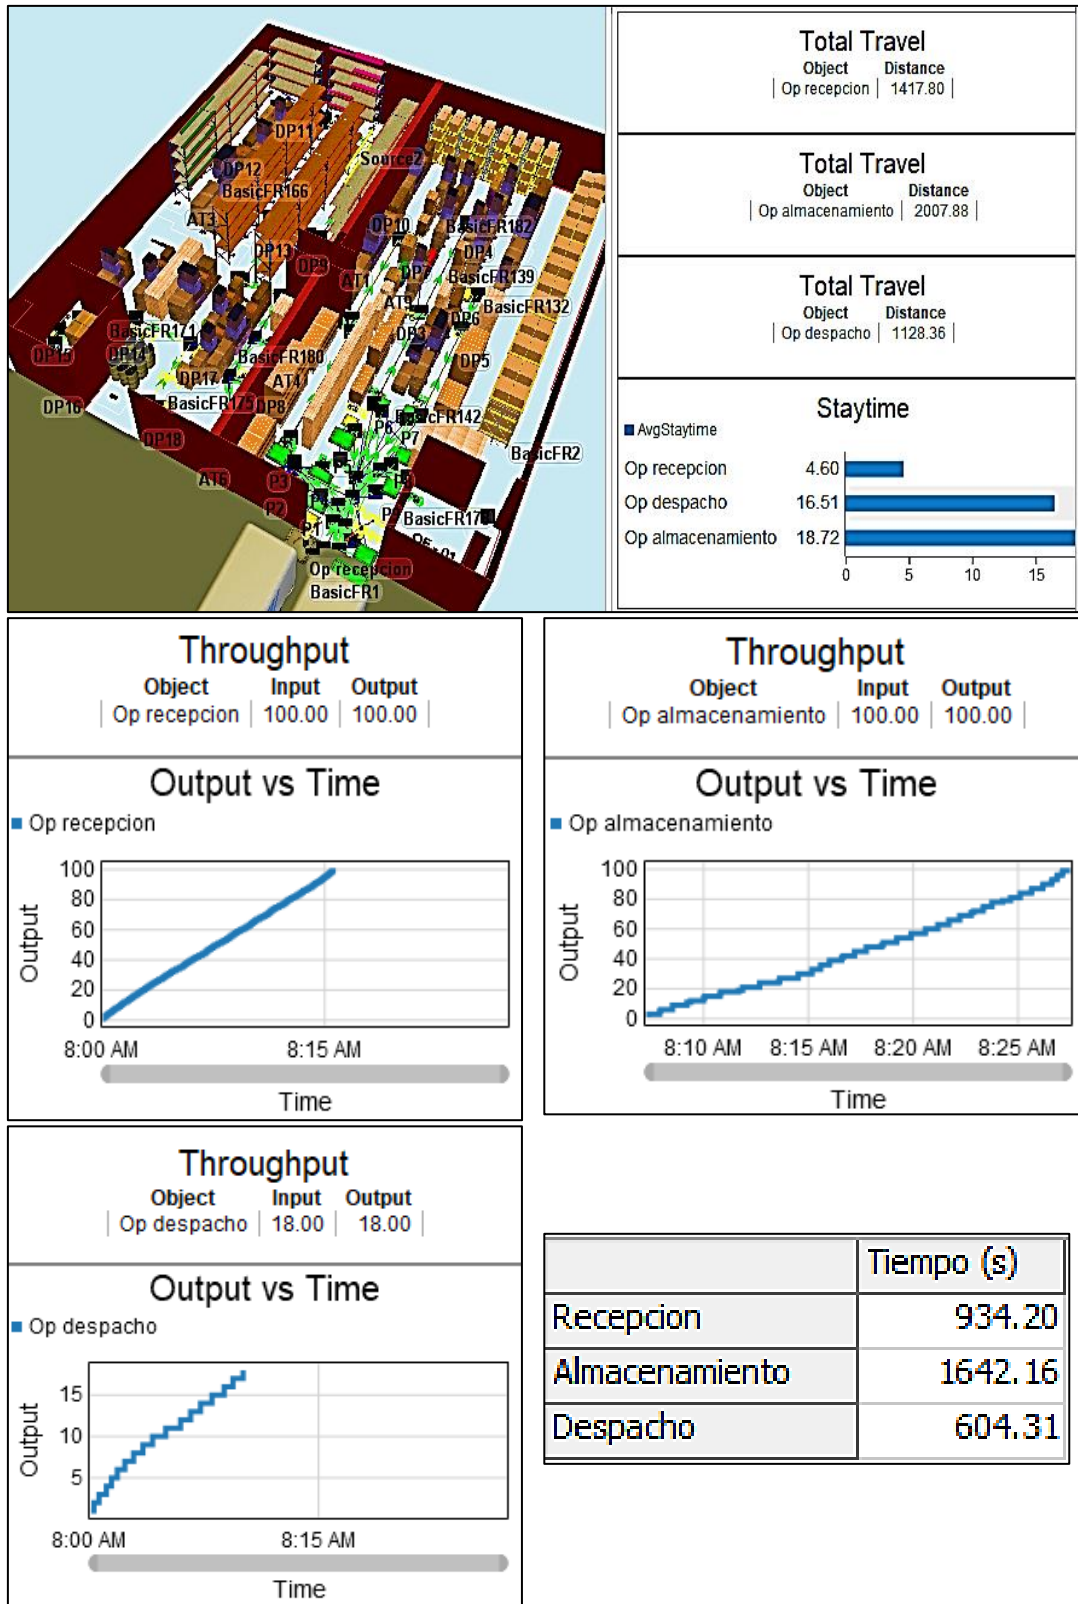 DP11
DP12
Source2
BasicFR166
AT3
DP10
BasicFR182
DP13
DP9
DP4
AT1
BasicFR139
AT9
BasicFR132
DP3
DP6
BasicFR171
DP15
DP14
BasicFR180
DP5
DP17
AT4
DP16
BasicFR175
DP8
BasicFR142
DP18
P6
P7
BasicFR2
AT6
P3
P2
P1
BasicFR17
Op recepcion
BasicFR1
Total Travel
Object Distance
Op recepcion 1417.80
Total Travel
Object Distance
Op almacenamiento 2007.88
Total Travel
Object Distance
Op despacho 1128.36
Staytime
AvgStaytime
Op recepcion 4.60
Op despacho 16.51
Op almacenamiento 18.72
0 5 10 15
Throughput
Object Input Output
Op recepcion 100.00 100.00
Output vs Time
Op recepcion
100
80
60
40
20
0
Output
8:00 AM 8:15 AM
Time
Throughput
Object Input Output
Op almacenamiento 100.00 100.00
Output vs Time
Op almacenamiento
100
80
60
40
20
0
Output
8:10 AM 8:15 AM 8:20 AM 8:25 AM
Time
Throughput
Object Input Output
Op despacho 18.00 18.00
Output vs Time
Op despacho
15
10
5
Output
8:00 AM 8:15 AM
Time
Tiempo (s)
Recepcion 934.20
Almacenamiento 1642.16
Despacho 604.31